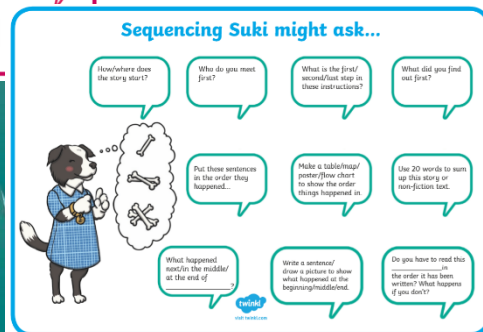 Sequencing Suki might ask...
How/where does
the story start?
Who do you meet
first?
What is the first/
second/last step in
these instructions?
What did you find
out first?
Put these sentences
in the order they
happened...
Make a table/map/
poster/flow chart
to show the order
things happened in.
Use 20 words to sum
up this story or
non-fiction text.
What happened
next/in the middle/
at the end of
____________?
Write a sentence/
draw a picture to show
what happened at the
beginning/middle/end.
Do you have to read this
____________in
the order it has been
written? What happens
if you don't?
twinkl
visit twinkl.com